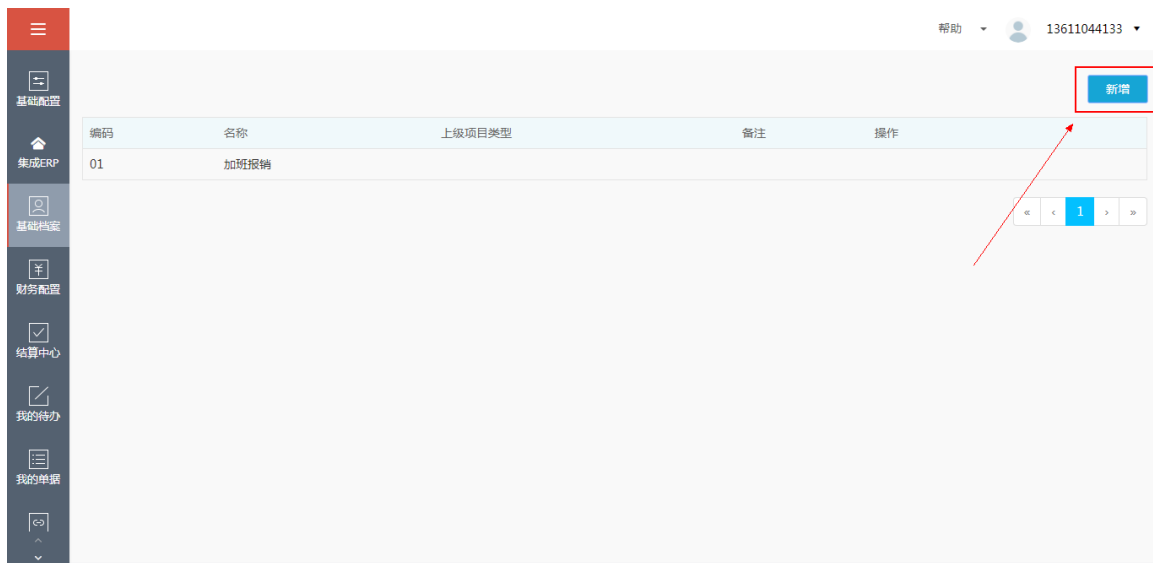 帮助 13611044133
新增
基础配置
集成ERP
基础档案
财务配置
结算中心
我的待办
我的单据
编码 名称 上级项目类型 备注 操作
01 加班报销
« ‹ 1 › »